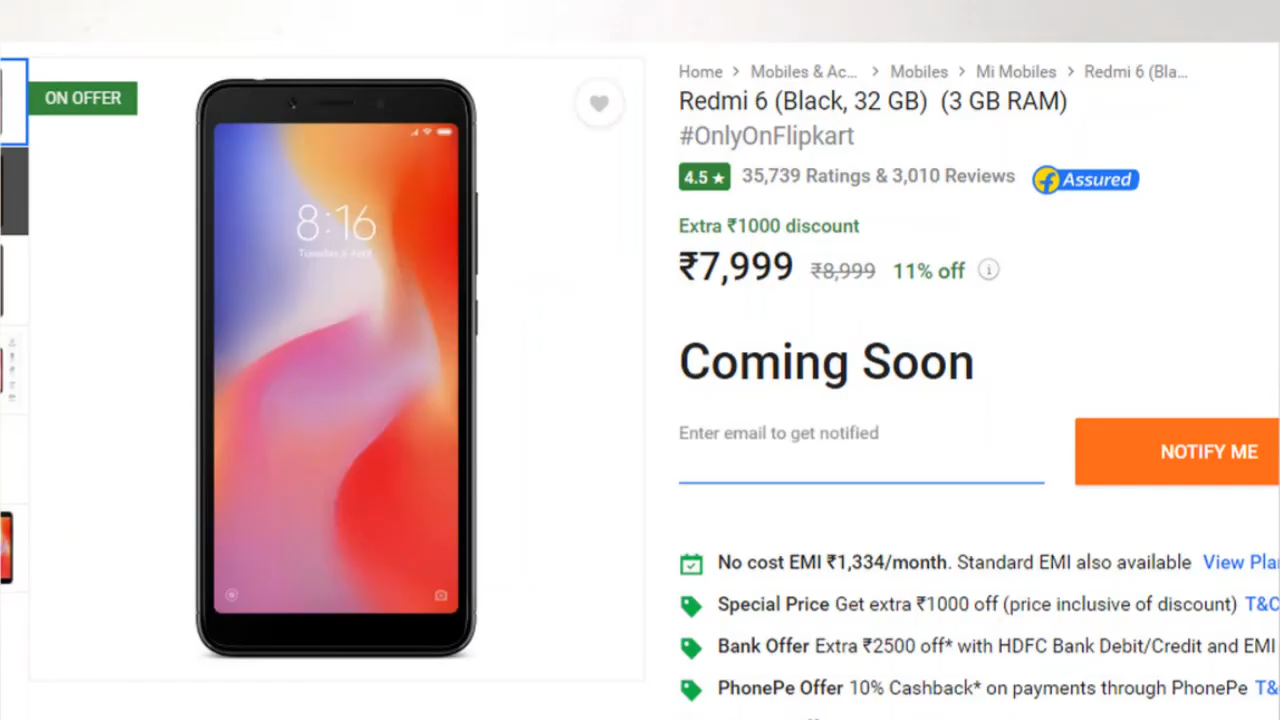 ON OFFER
8:16
Home > Mobiles & Ac... > Mobiles > Mi Mobiles > Redmi 6 (Bla...
Redmi 6 (Black, 32 GB) (3 GB RAM)
#OnlyOnFlipkart
4.5★ 35,739 Ratings & 3,010 Reviews Assured
Extra ₹1000 discount
₹7,999 ₹8,999 11% off
Coming Soon
Enter email to get notified
NOTIFY ME
No cost EMI ₹1,334/month. Standard EMI also available View Pla
Special Price Get extra ₹1000 off (price inclusive of discount) T&C
Bank Offer Extra ₹2500 off* with HDFC Bank Debit/Credit and EMI
PhonePe Offer 10% Cashback* on payments through PhonePe T&